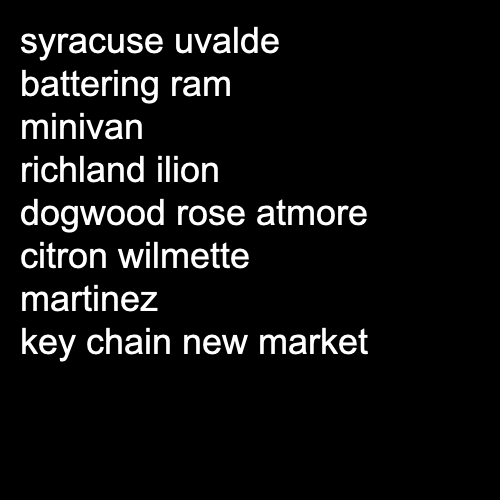 syracuse uvalde
battering ram
minivan
richland ilion
dogwood rose atmore
citron wilmette
martinez
key chain new market